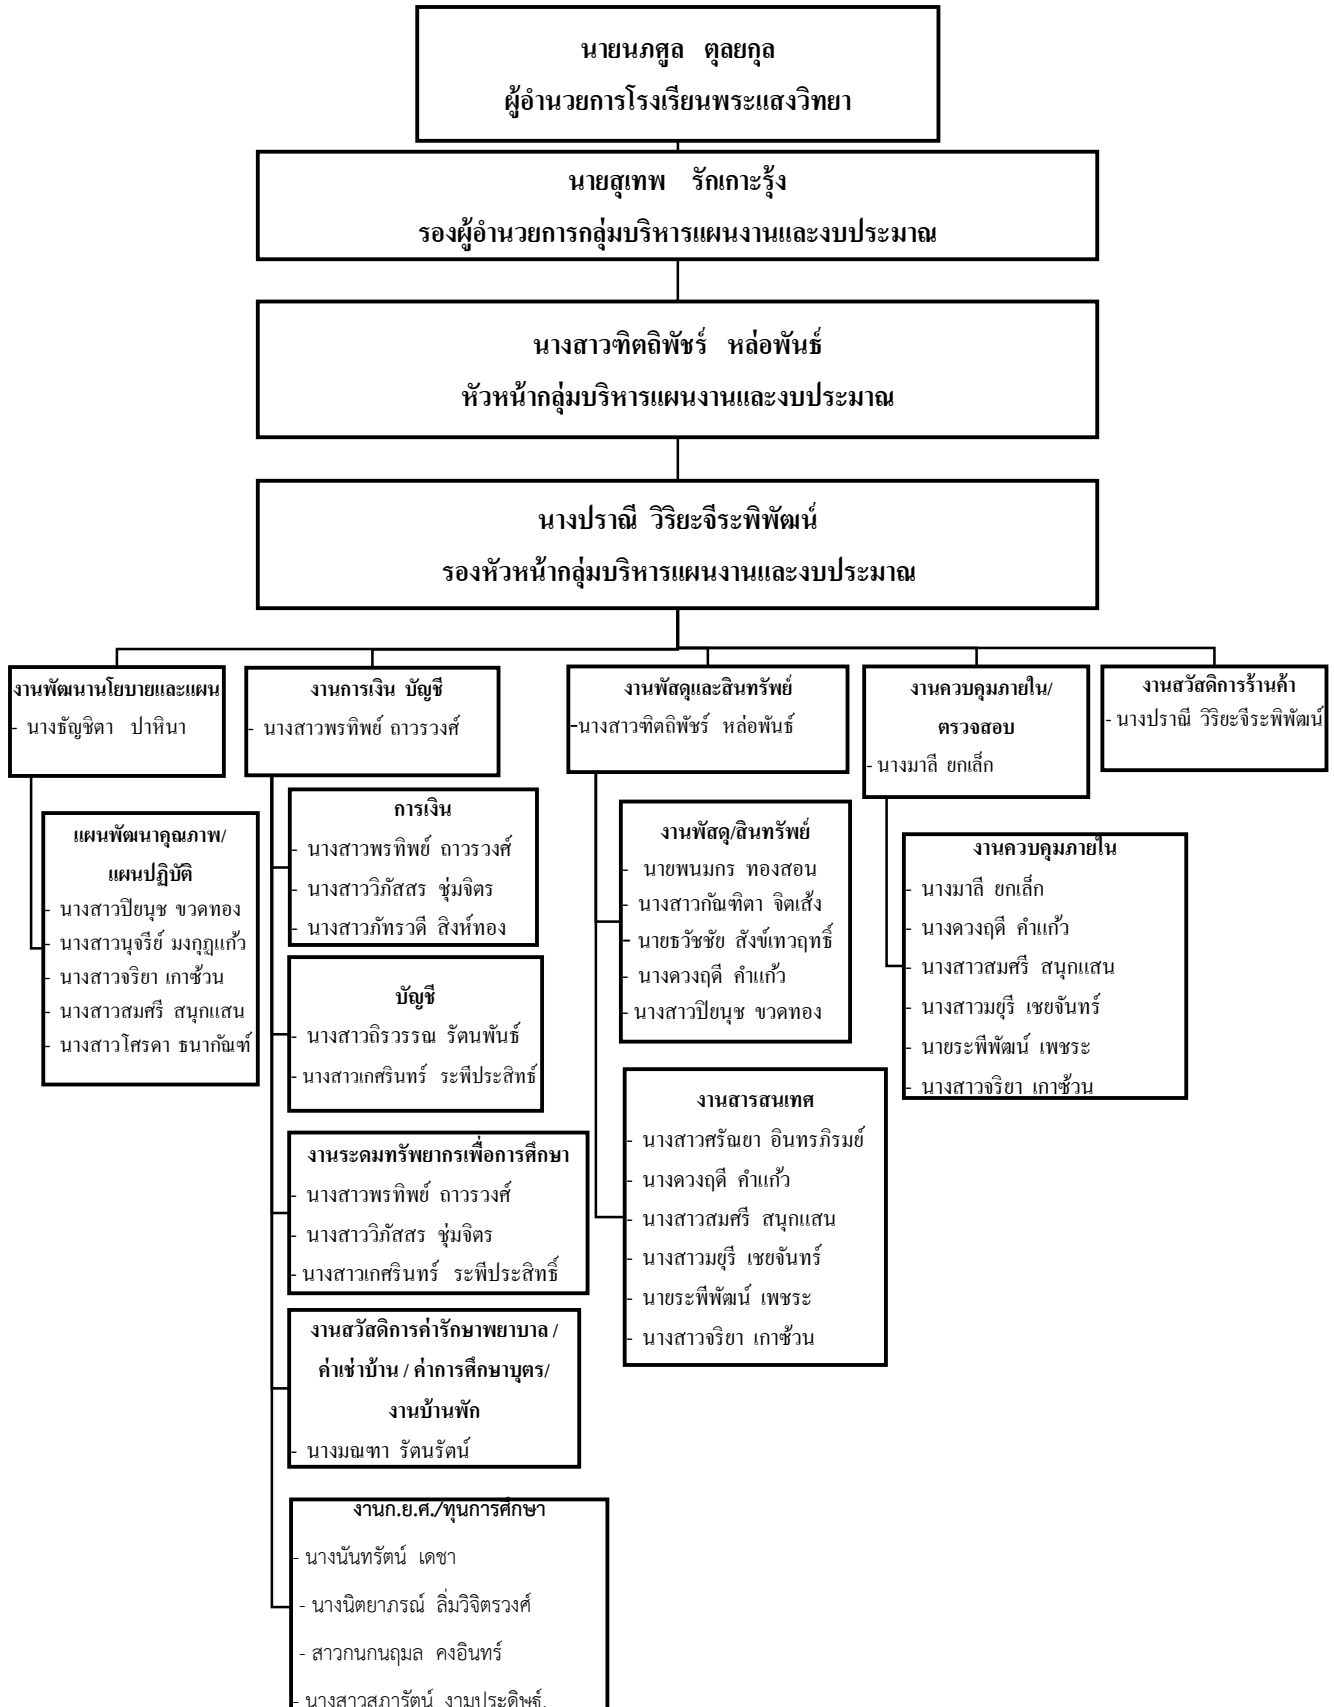 นายนภศูล ตุลยกุล
ผู้อำนวยการโรงเรียนพระแสงวิทยา
นายสุเทพ รักเกาะรุ้ง
รองผู้อำนวยการกลุ่มบริหารแผนงานและงบประมาณ
นางสาวฑิตถิพัชร์ หล่อพันธ์
หัวหน้ากลุ่มบริหารแผนงานและงบประมาณ
นางปราณี วิริยะจีระพิพัฒน์
รองหัวหน้ากลุ่มบริหารแผนงานและงบประมาณ
งานพัฒนานโยบายและแผน
- นางธัญชิตา ปาหินา
แผนพัฒนาคุณภาพ/
แผนปฏิบัติ
- นางสาวปิยนุช ขวดทอง
- นางสาวนุจรีย์ มงกุฎแก้ว
- นางสาวจริยา เกาซ้วน
- นางสาวสมศรี สนุกแสน
- นางสาวโศรดา ธนากัณฑ์
งานการเงิน บัญชี
- นางสาวพรทิพย์ ถาวรวงศ์
การเงิน
- นางสาวพรทิพย์ ถาวรวงศ์
- นางสาววิภัสสร ชุ่มจิตร
- นางสาวภัทรวดี สิงห์ทอง
บัญชี
- นางสาวถิรวรรณ รัตนพันธ์
- นางสาวเกศรินทร์ ระพีประสิทธ์
งานระดมทรัพยากรเพื่อการศึกษา
- นางสาวพรทิพย์ ถาวรวงศ์
- นางสาววิภัสสร ชุ่มจิตร
- นางสาวเกศรินทร์ ระพีประสิทธิ์
งานสวัสดิการค่ารักษาพยาบาล /
ค่าเช่าบ้าน / ค่าการศึกษาบุตร/
งานบ้านพัก
- นางมณฑา รัตนรัตน์
งานก.ย.ศ./ทุนการศึกษา
- นางนันทรัตน์ เดชา
- นางนิตยาภรณ์ ลิ่มวิจิตรวงศ์
- สาวกนกนฤมล คงอินทร์
- นางสาวสุภารัตน์ งามประดิษฐ์.
งานพัสดุและสินทรัพย์
-นางสาวฑิตถิพัชร์ หล่อพันธ์
งานพัสดุ/สินทรัพย์
- นายพนมกร ทองสอน
- นางสาวกัณฑิตา จิตเส้ง
- นายธวัชชัย สังข์เทวฤทธิ์
- นางดวงฤดี คำแก้ว
- นางสาวปิยนุช ขวดทอง
งานสารสนเทศ
- นางสาวศรัณยา อินทรภิรมย์
- นางดวงฤดี คำแก้ว
- นางสาวสมศรี สนุกแสน
- นางสาวมยุรี เชยจันทร์
- นายระพีพัฒน์ เพชระ
- นางสาวจริยา เกาซ้วน
งานควบคุมภายใน/
ตรวจสอบ
- นางมาลี ยกเล็ก
งานควบคุมภายใน
- นางมาลี ยกเล็ก
- นางดวงฤดี คำแก้ว
- นางสาวสมศรี สนุกแสน
- นางสาวมยุรี เชยจันทร์
- นายระพีพัฒน์ เพชระ
- นางสาวจริยา เกาซ้วน
งานสวัสดิการร้านค้า
- นางปราณี วิริยะจีระพิพัฒน์